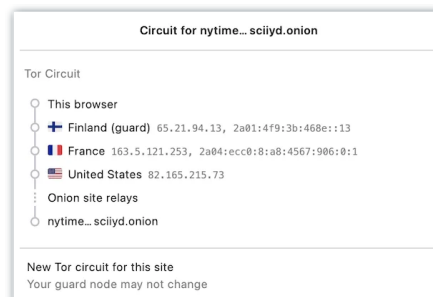 Circuit for nytime… sciiyd.onion
Tor Circuit
This browser
Finland (guard) 65.21.94.13, 2a01:4f9:3b:468e::13
France 163.5.121.253, 2a04:ecc0:8:a8:4567:906:0:1
United States 82.165.215.73
Onion site relays
nytime… sciiyd.onion
New Tor circuit for this site
Your guard node may not change